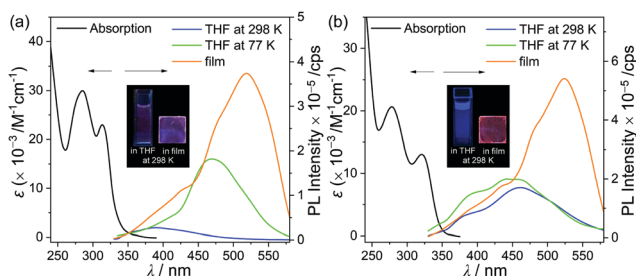 (a)
Absorption
THF at 298 K
THF at 77 K
film
in THF in film
at 298 K
ε (× 10⁻³ /M⁻¹cm⁻¹)
40
30
20
10
0
PL Intensity × 10⁻⁵ /cps
5
4
3
2
1
0
250 300 350 400 450 500 550
λ / nm
(b)
Absorption
THF at 298 K
THF at 77 K
film
in THF in film
at 298 K
ε (× 10⁻³ /M⁻¹cm⁻¹)
30
20
10
0
PL Intensity × 10⁻⁵ /cps
6
4
2
0
250 300 350 400 450 500 550
λ / nm